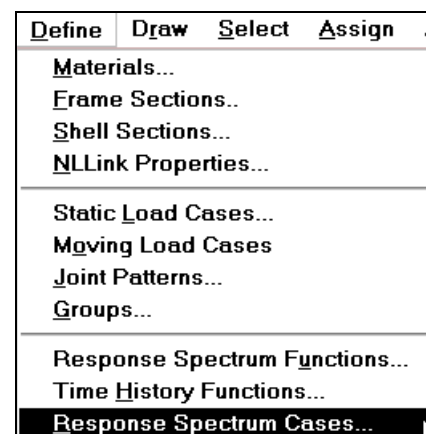 Define Draw Select Assign
Materials...
Frame Sections..
Shell Sections...
NLLink Properties...
Static Load Cases...
Moving Load Cases
Joint Patterns...
Groups...
Response Spectrum Functions...
Time History Functions...
Response Spectrum Cases...